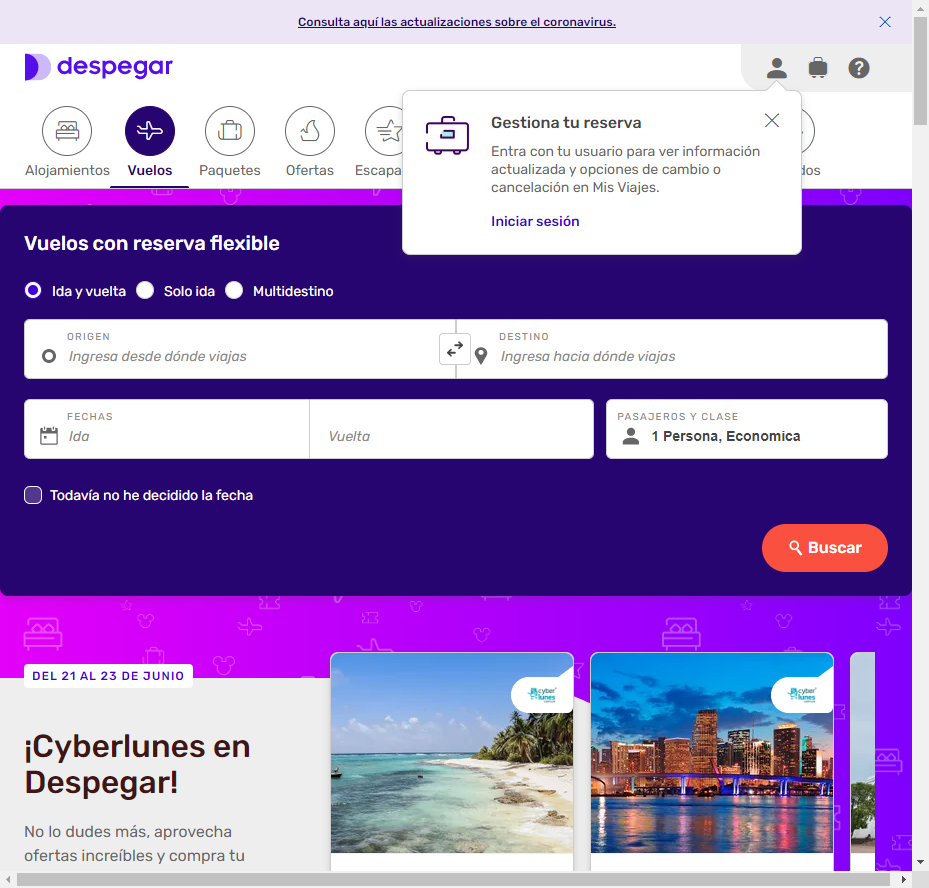 Consulta aquí las actualizaciones sobre el coronavirus.
despegar
Alojamientos
Vuelos
Paquetes
Ofertas
Escapa
dos
Gestiona tu reserva
Entra con tu usuario para ver información
actualizada y opciones de cambio o
cancelación en Mis Viajes.
Iniciar sesión
Vuelos con reserva flexible
Ida y vuelta
Solo ida
Multidestino
ORIGEN
Ingresa desde dónde viajas
DESTINO
Ingresa hacia dónde viajas
FECHAS
Ida
Vuelta
PASAJEROS Y CLASE
1 Persona, Economica
Todavía no he decidido la fecha
Buscar
DEL 21 AL 23 DE JUNIO
¡Cyberlunes en
Despegar!
No lo dudes más, aprovecha
ofertas increíbles y compra tu
cyber
lunes
cyber
lunes